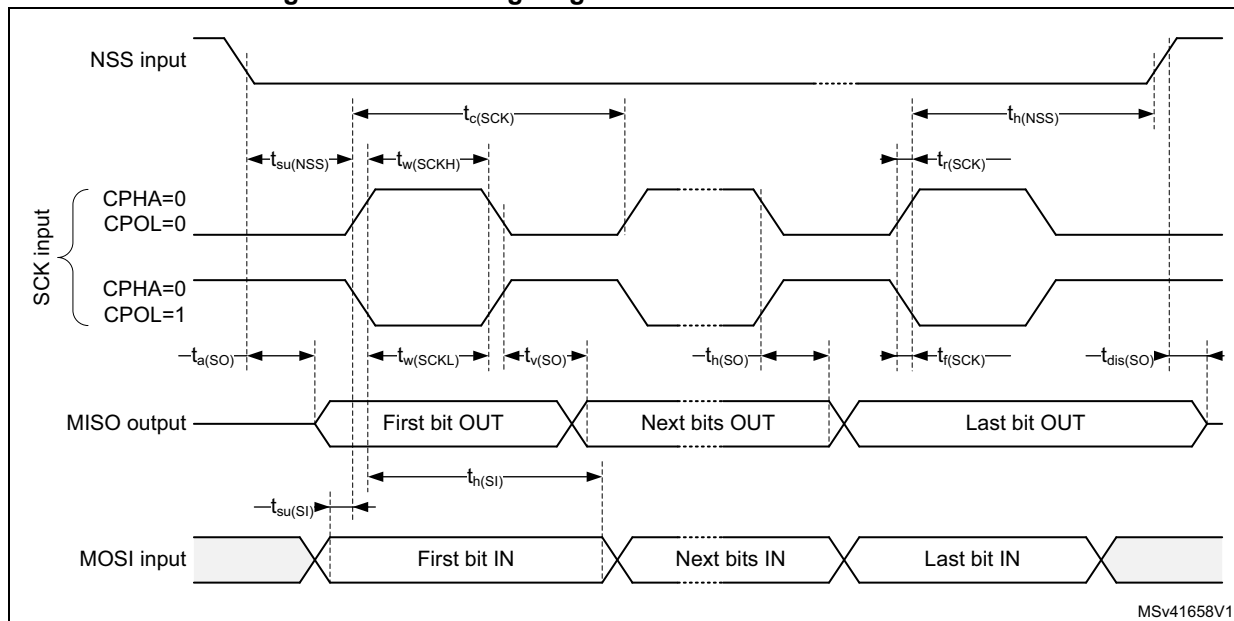 NSS input
tc(SCK)
th(NSS)
tsu(NSS)
tw(SCKH)
tr(SCK)
SCK input
CPHA=0
CPOL=0
CPHA=0
CPOL=1
ta(SO)
tw(SCKL)
tv(SO)
th(SO)
tf(SCK)
tdis(SO)
MISO output
First bit OUT
Next bits OUT
Last bit OUT
th(SI)
tsu(SI)
MOSI input
First bit IN
Next bits IN
Last bit IN
MSv41658V1